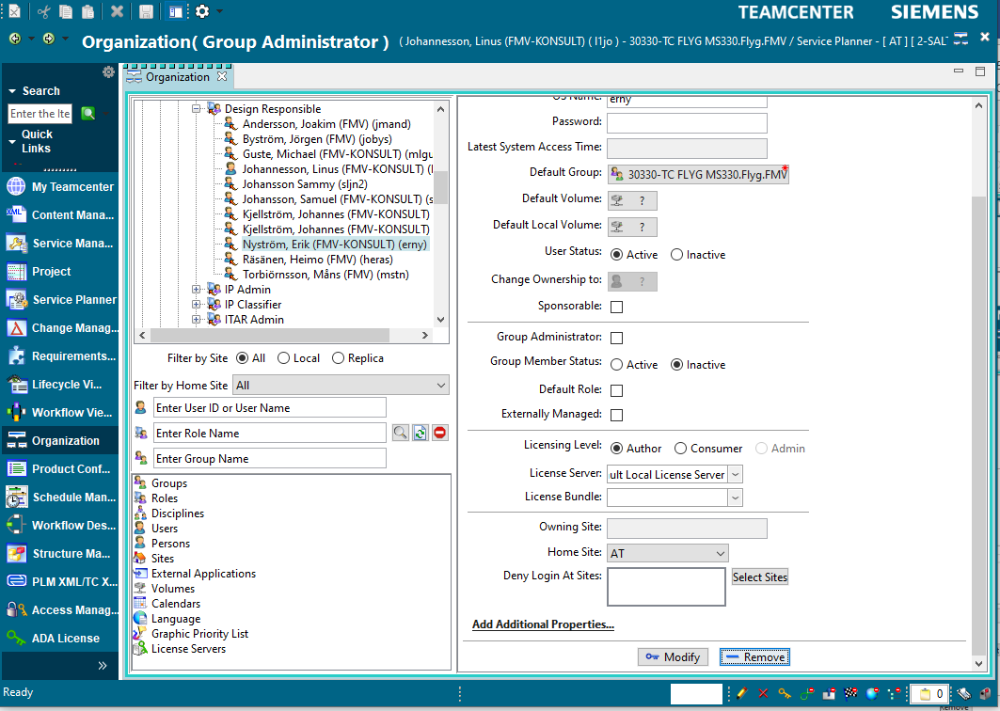 TEAMCENTER SIEMENS
Organization( Group Administrator ) ( Johannesson, Linus (FMV-KONSULT) ( l1jo ) - 30330-TC FLYG MS330.Flyg.FMV / Service Planner - [ AT ] [ 2-SAL
Search
Enter the Ite
Quick
Links
My Teamcenter
Content Mana...
Service Mana...
Project
Service Planner
Change Manag...
Requirements...
Lifecycle Vi...
Workflow Vie...
Organization
Product Conf...
Schedule Man...
Workflow Des...
Structure Ma...
PLM XML/TC X...
Access Manag...
ADA License
»
Organization
Design Responsible
Andersson, Joakim (FMV) (jmand)
Byström, Jörgen (FMV) (jobys)
Guste, Michael (FMV-KONSULT) (mlgu
Johannesson, Linus (FMV-KONSULT) (l
Johansson Sammy (sljn2)
Johansson, Samuel (FMV-KONSULT) (s
Kjellström, Johannes (FMV-KONSULT)
Kjellström, Johannes (FMV-KONSULT)
Nyström, Erik (FMV-KONSULT) (erny)
Räsänen, Heimo (FMV) (heras)
Torbiörnsson, Måns (FMV) (mstn)
IP Admin
IP Classifier
ITAR Admin
Filter by Site All Local Replica
Filter by Home Site All
Enter User ID or User Name
Enter Role Name
Enter Group Name
Groups
Roles
Disciplines
Users
Persons
Sites
External Applications
Volumes
Calendars
Language
Graphic Priority List
License Servers
OS Name: erny
Password:
Latest System Access Time:
Default Group: 30330-TC FLYG MS330.Flyg.FMV*
Default Volume: ?
Default Local Volume: ?
User Status: Active Inactive
Change Ownership to: ?
Sponsorable:
Group Administrator:
Group Member Status: Active Inactive
Default Role:
Externally Managed:
Licensing Level: Author Consumer Admin
License Server: ult Local License Server
License Bundle:
Owning Site:
Home Site: AT
Deny Login At Sites: Select Sites
Add Additional Properties...
Modify Remove
Ready
0